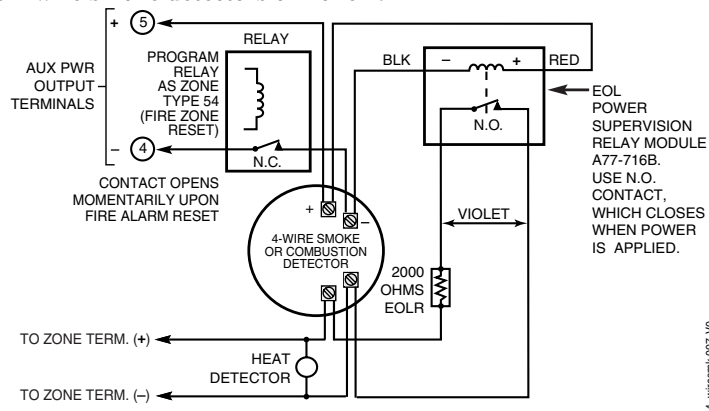 + 5
AUX PWR
OUTPUT
TERMINALS
– 4
RELAY
PROGRAM
RELAY
AS ZONE
TYPE 54
(FIRE ZONE
RESET)
N.C.
CONTACT OPENS
MOMENTARILY UPON
FIRE ALARM RESET
BLK
– +
RED
N.O.
EOL
POWER
SUPERVISION
RELAY MODULE
A77-716B.
USE N.O.
CONTACT,
WHICH CLOSES
WHEN POWER
IS APPLIED.
+ –
4-WIRE SMOKE
OR COMBUSTION
DETECTOR
VIOLET
2000
OHMS
EOLR
TO ZONE TERM. (+)
HEAT
DETECTOR
TO ZONE TERM. (–)